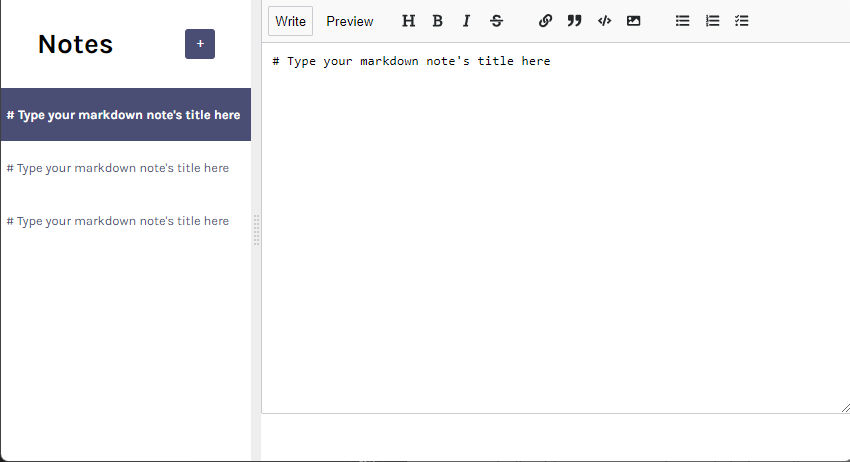 Notes
+
# Type your markdown note's title here
# Type your markdown note's title here
# Type your markdown note's title here
Write Preview
# Type your markdown note's title here